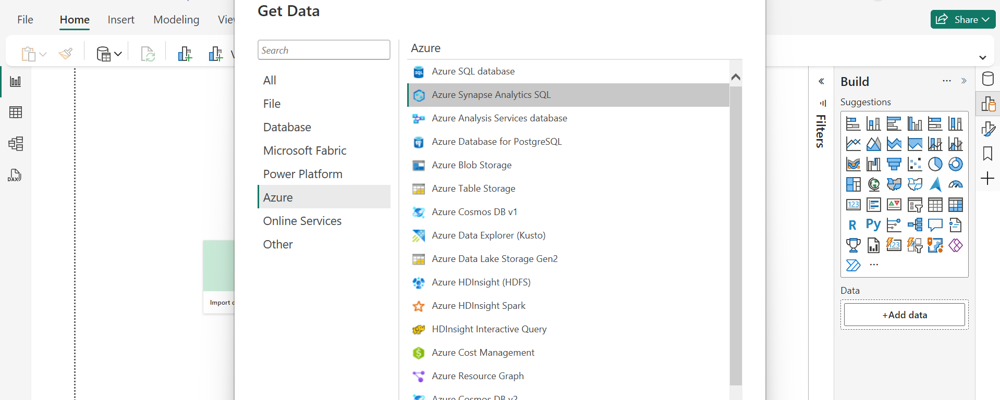 Get Data
File
Home
Insert
Modeling
Share
Search
Azure
All
File
Database
Microsoft Fabric
Power Platform
Azure
Online Services
Other
Azure SQL database
Azure Synapse Analytics SQL
Azure Analysis Services database
Azure Database for PostgreSQL
Azure Blob Storage
Azure Table Storage
Azure Cosmos DB v1
Azure Data Explorer (Kusto)
Azure Data Lake Storage Gen2
Azure HDInsight (HDFS)
Azure HDInsight Spark
HDInsight Interactive Query
Azure Cost Management
Azure Resource Graph
Azure Cosmos DB v2
DAX
Import
Filters
Build
Suggestions
123
R Py
123
Data
+Add data